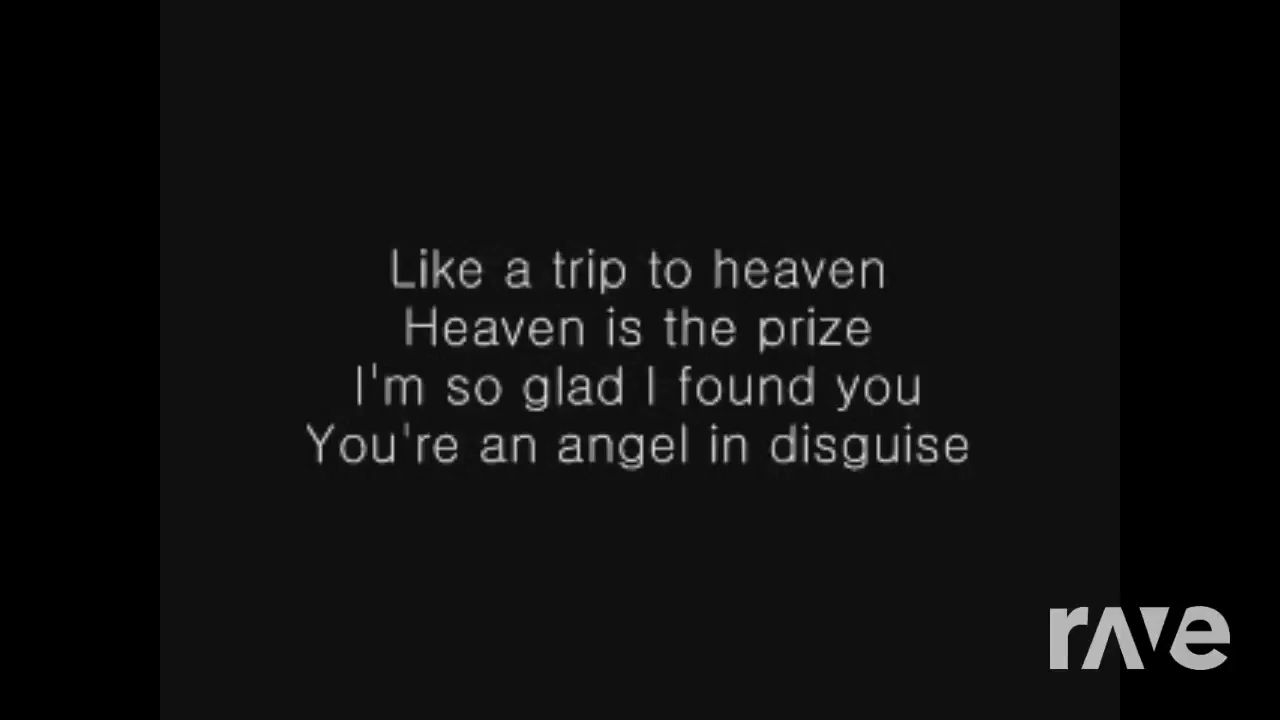 Like a trip to heaven
Heaven is the prize
I'm so glad I found you
You're an angel in disguise
rave